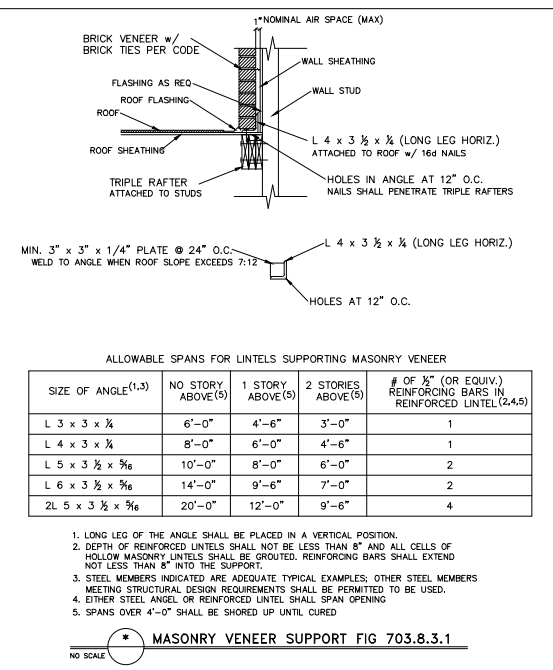 1" NOMINAL AIR SPACE (MAX)
BRICK VENEER w/
BRICK TIES PER CODE
WALL SHEATHING
FLASHING AS REQ
WALL STUD
ROOF FLASHING
ROOF
L 4 x 3 ½ x ¼ (LONG LEG HORIZ.)
ATTACHED TO ROOF w/ 16d NAILS
ROOF SHEATHING
TRIPLE RAFTER
ATTACHED TO STUDS
HOLES IN ANGLE AT 12" O.C.
NAILS SHALL PENETRATE TRIPLE RAFTERS
L 4 x 3 ½ x ¼ (LONG LEG HORIZ.)
MIN. 3" x 3" x 1/4" PLATE @ 24" O.C.
WELD TO ANGLE WHEN ROOF SLOPE EXCEEDS 7:12
HOLES AT 12" O.C.
ALLOWABLE SPANS FOR LINTELS SUPPORTING MASONRY VENEER
SIZE OF ANGLE(1,3) NO STORY ABOVE(5) 1 STORY ABOVE(5) 2 STORIES ABOVE(5) # OF ½" (OR EQUIV.) REINFORCING BARS IN REINFORCED LINTEL(2,4,5)
L 3 x 3 x ¼ 6'-0" 4'-6" 3'-0" 1
L 4 x 3 x ¼ 8'-0" 6'-0" 4'-6" 1
L 5 x 3 ½ x 5/16 10'-0" 8'-0" 6'-0" 2
L 6 x 3 ½ x 5/16 14'-0" 9'-6" 7'-0" 2
2L 5 x 3 ½ x 5/16 20'-0" 12'-0" 9'-6" 4
1. LONG LEG OF THE ANGLE SHALL BE PLACED IN A VERTICAL POSITION.
2. DEPTH OF REINFORCED LINTELS SHALL NOT BE LESS THAN 8" AND ALL CELLS OF
HOLLOW MASONRY LINTELS SHALL BE GROUTED. REINFORCING BARS SHALL EXTEND
NOT LESS THAN 8" INTO THE SUPPORT.
3. STEEL MEMBERS INDICATED ARE ADEQUATE TYPICAL EXAMPLES; OTHER STEEL MEMBERS
MEETING STRUCTURAL DESIGN REQUIREMENTS SHALL BE PERMITTED TO BE USED.
4. EITHER STEEL ANGEL OR REINFORCED LINTEL SHALL SPAN OPENING
5. SPANS OVER 4'-0" SHALL BE SHORED UP UNTIL CURED
* MASONRY VENEER SUPPORT FIG 703.8.3.1
NO SCALE